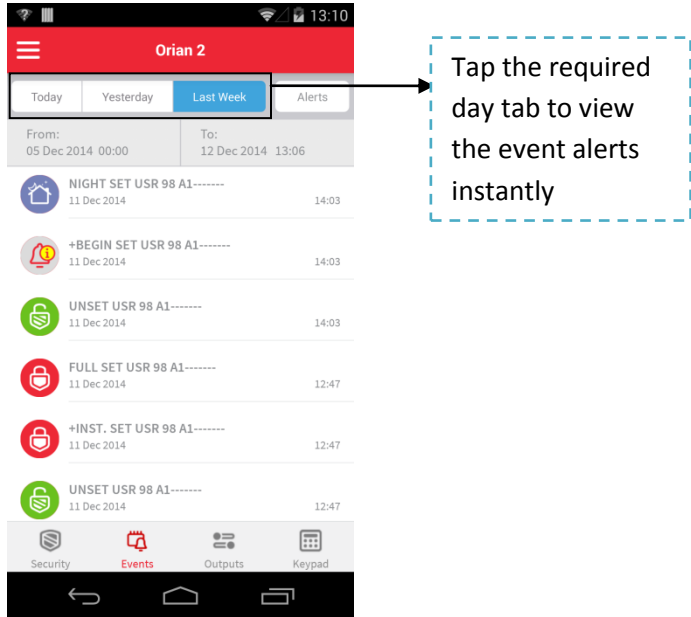 13:10
Orian 2
Today Yesterday Last Week Alerts
From: To:
05 Dec 2014 00:00 12 Dec 2014 13:06
NIGHT SET USR 98 A1-------
11 Dec 2014 14:03
+BEGIN SET USR 98 A1-------
11 Dec 2014 14:03
UNSET USR 98 A1-------
11 Dec 2014 14:03
FULL SET USR 98 A1-------
11 Dec 2014 12:47
+INST. SET USR 98 A1-------
11 Dec 2014 12:47
UNSET USR 98 A1-------
11 Dec 2014 12:47
Security Events Outputs Keypad
Tap the required
day tab to view
the event alerts
instantly